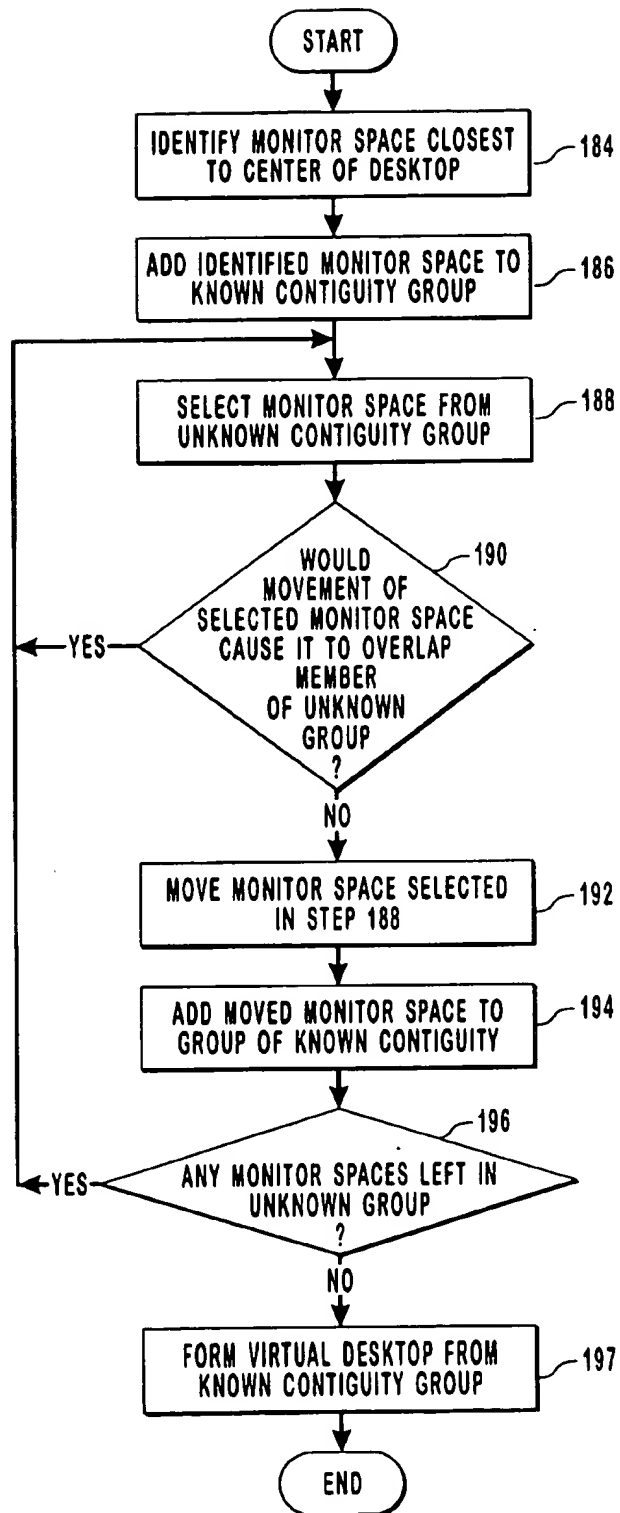 START
IDENTIFY MONITOR SPACE CLOSEST
TO CENTER OF DESKTOP
184
ADD IDENTIFIED MONITOR SPACE TO
KNOWN CONTIGUITY GROUP
186
SELECT MONITOR SPACE FROM
UNKNOWN CONTIGUITY GROUP
188
190
WOULD
MOVEMENT OF
SELECTED MONITOR SPACE
CAUSE IT TO OVERLAP
MEMBER
OF UNKNOWN
GROUP
?
YES
NO
MOVE MONITOR SPACE SELECTED
IN STEP 188
192
ADD MOVED MONITOR SPACE TO
GROUP OF KNOWN CONTIGUITY
194
196
ANY MONITOR SPACES LEFT IN
UNKNOWN GROUP
?
YES
NO
FORM VIRTUAL DESKTOP FROM
KNOWN CONTIGUITY GROUP
197
END